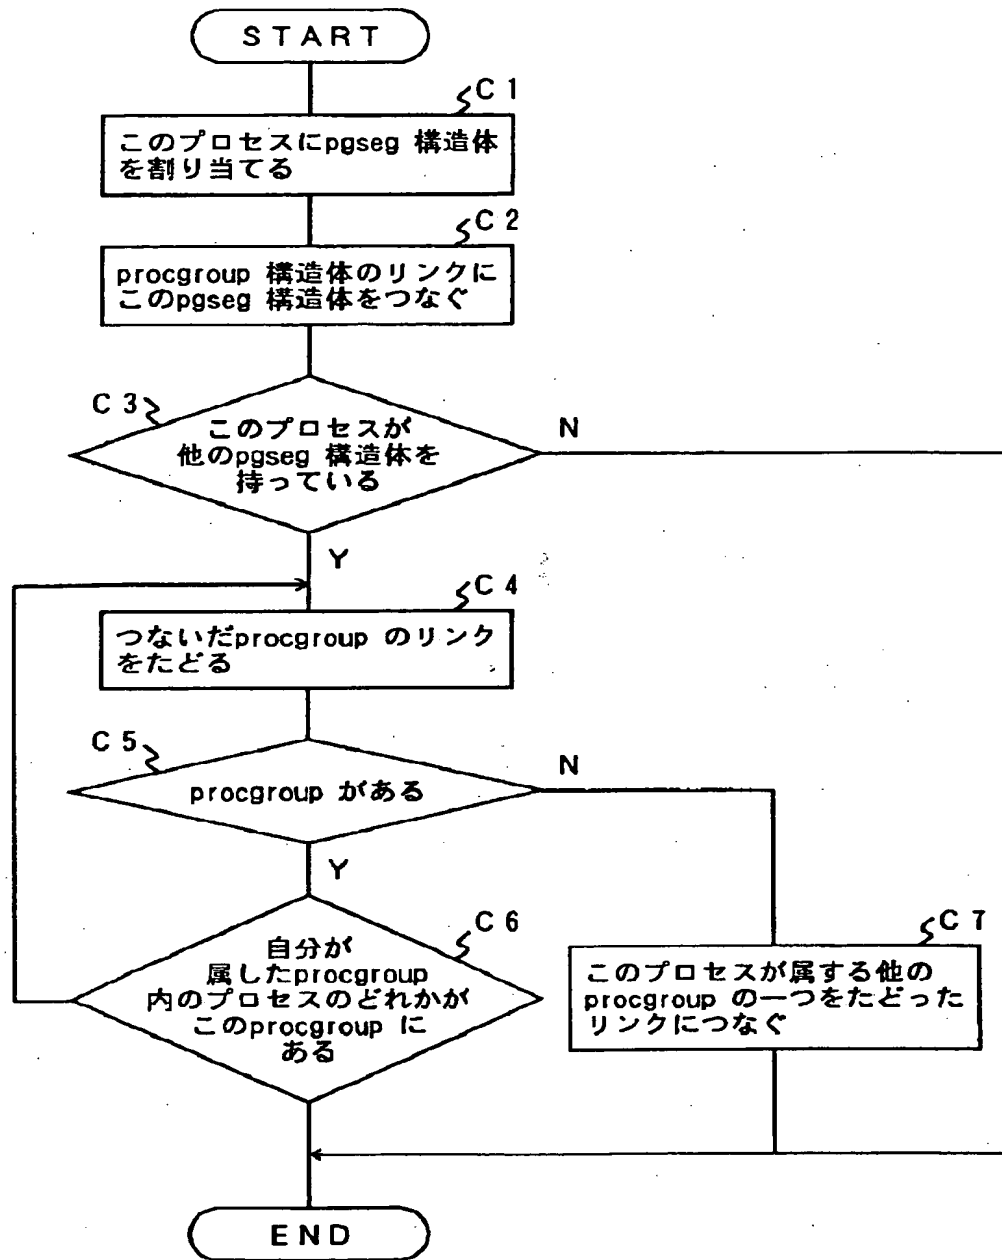 START
C1
このプロセスにpgseg 構造体
を割り当てる
C2
procgroup 構造体のリンクに
このpgseg 構造体をつなぐ
C3
このプロセスが
他のpgseg 構造体を
持っている
N
Y
C4
つないだprocgroup のリンク
をたどる
C5
procgroup がある
N
Y
C6
自分が
属したprocgroup
内のプロセスのどれかが
このprocgroup に
ある
C7
このプロセスが属する他の
procgroup の一つをたどった
リンクにつなぐ
END